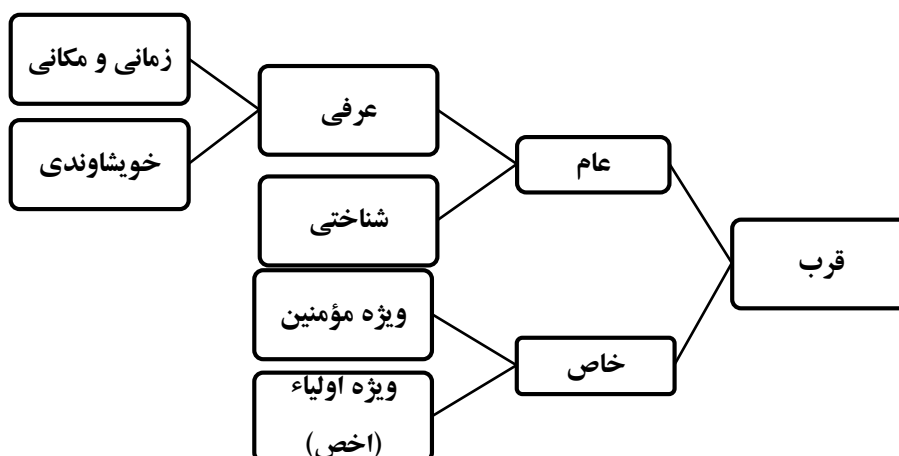 قرب
عام
عرفی
زمانی و مکانی
خویشاوندی
شناختی
خاص
ویژه مؤمنین
ویژه اولیاء
(اخص)